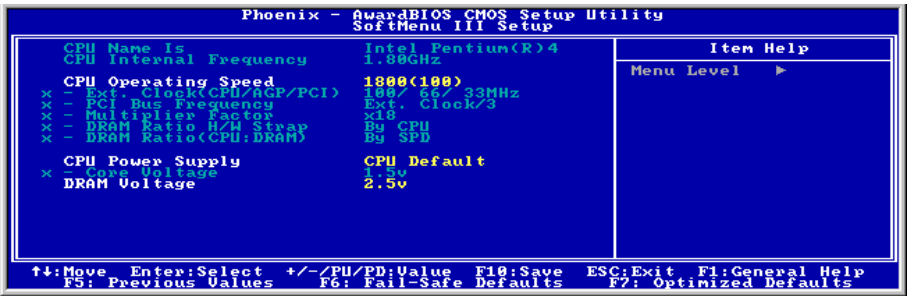 Phoenix - AwardBIOS CMOS Setup Utility
SoftMenu III Setup
CPU Name Is Intel Pentium(R)4
CPU Internal Frequency 1.80GHz
CPU Operating Speed 1800(100)
x - Ext. Clock(CPU/AGP/PCI) 100/ 66/ 33MHz
x - PCI Bus Frequency Ext. Clock/3
x - Multiplier Factor x18
x - DRAM Ratio H/W Strap By CPU
x - DRAM Ratio(CPU:DRAM) By SPD
CPU Power Supply CPU Default
x - Core Voltage 1.5v
DRAM Voltage 2.5v
Item Help
Menu Level ▶
↑↓:Move Enter:Select +/-/PU/PD:Value F10:Save ESC:Exit F1:General Help
F5: Previous Values F6: Fail-Safe Defaults F7: Optimized Defaults